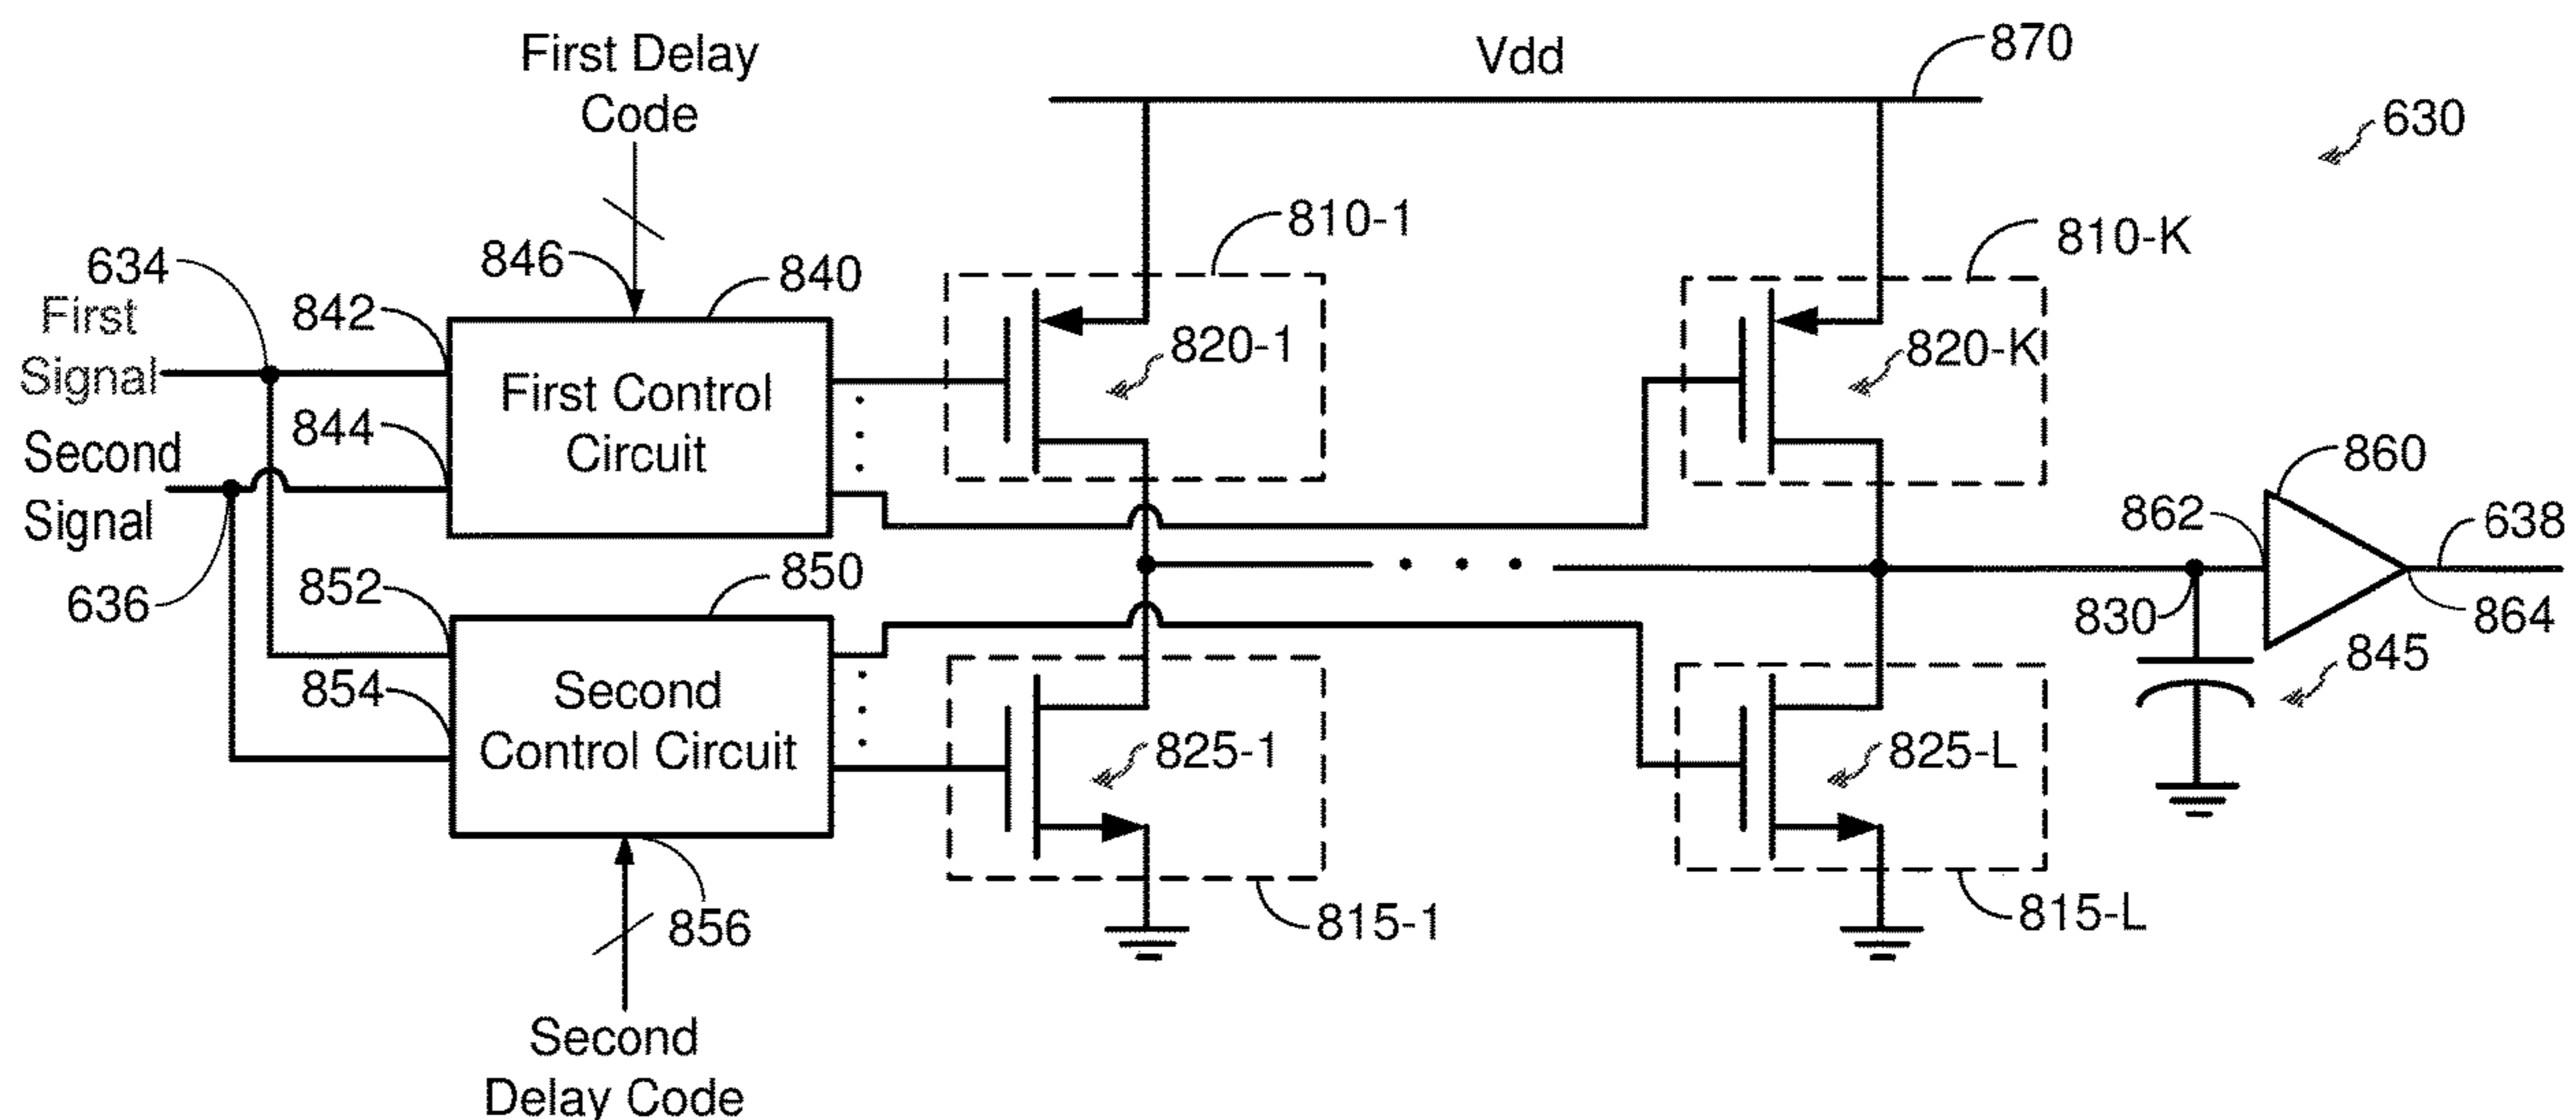 First Delay
Code
Vdd
870
630
810-1
810-K
634
846
840
First
Signal
842
820-1
820-K
First Control
Circuit
844
Second
Signal
860
862
638
636
852
850
830
864
854
Second
Control Circuit
825-1
825-L
845
856
815-1
815-L
Second
Delay Code